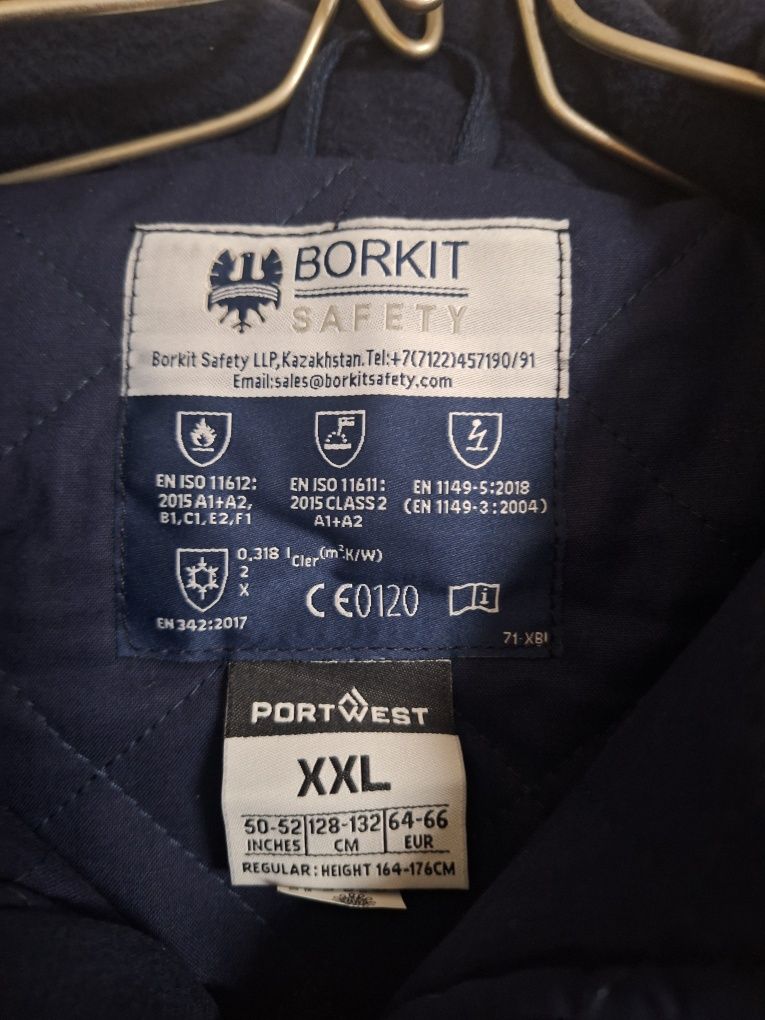 BORKIT
SAFETY
Borkit Safety LLP,Kazakhstan.Tel:+7(7122)457190/91
Email:sales@borkitsafety.com
EN ISO 11612:
2015 A1+A2,
B1,C1,E2,F1
EN ISO 11611:
2015 CLASS 2
A1+A2
EN 1149-5:2018
(EN 1149-3:2004)
0,318 Icler(m²K/W)
2
X
EN 342:2017
CE0120
i
71-XBI
PORTWEST
XXL
50-52 128-132 64-66
INCHES CM EUR
REGULAR: HEIGHT 164-176CM